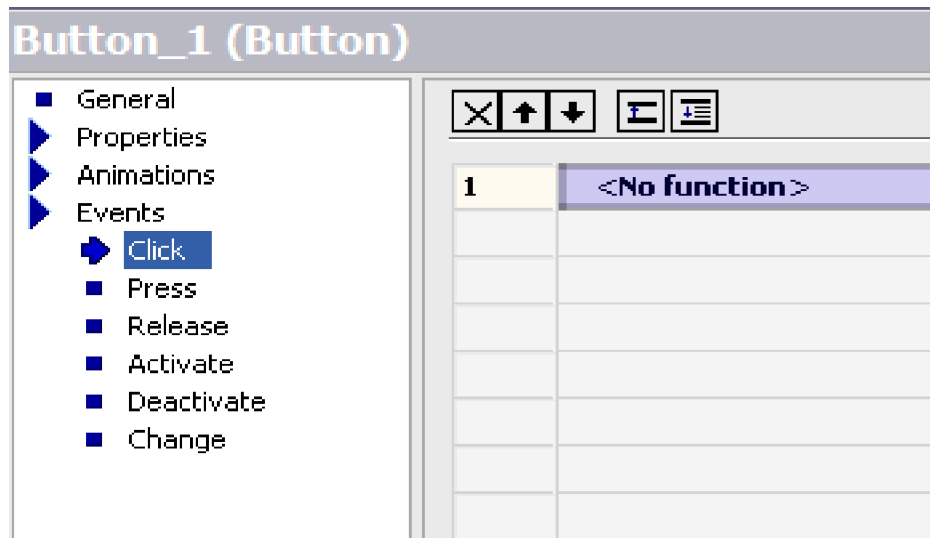 Button_1 (Button)
General
Properties
Animations
Events
Click
Press
Release
Activate
Deactivate
Change
1 <No function>